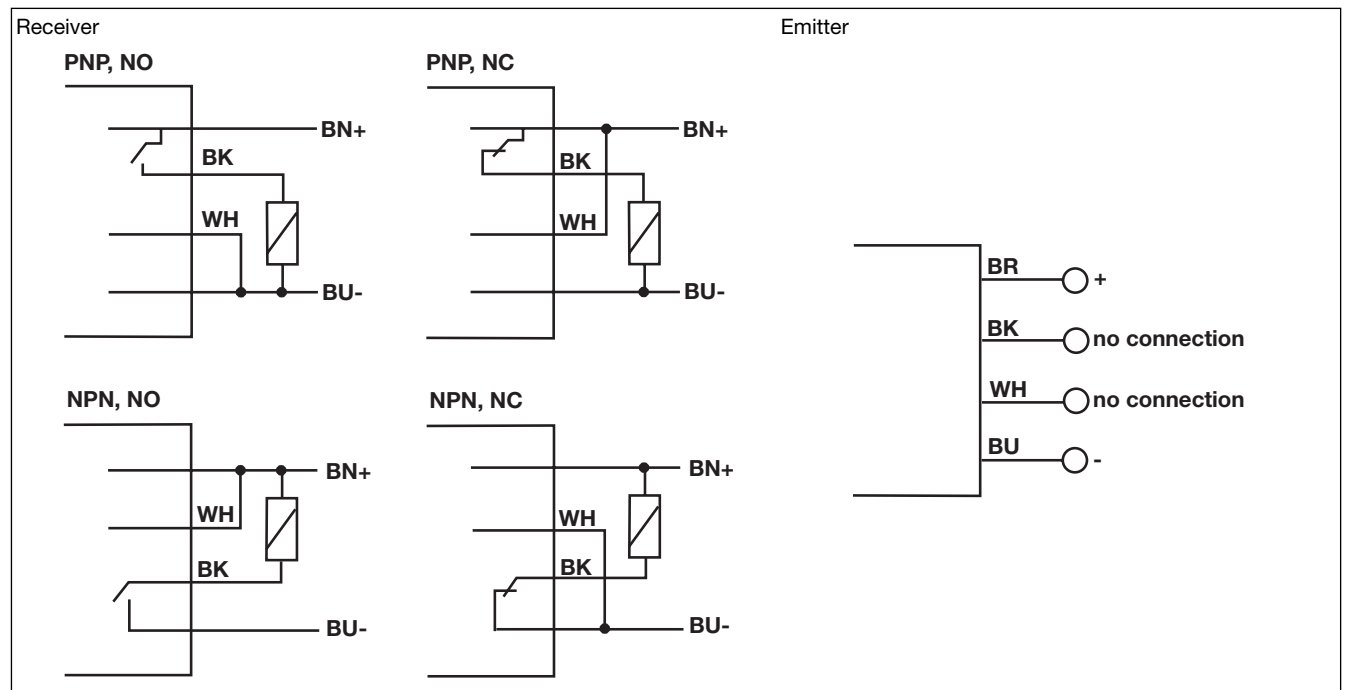 Receiver
Emitter
PNP, NO
BN+
BK
WH
BU-
PNP, NC
BN+
BK
WH
BU-
NPN, NO
BN+
WH
BK
BU-
NPN, NC
BN+
WH
BK
BU-
BR
+
BK
no connection
WH
no connection
BU
-